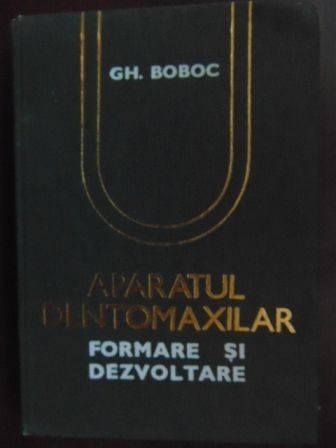 GH. BOBOC
APARATUL
DENTOMAXILAR
FORMARE ȘI
DEZVOLTARE